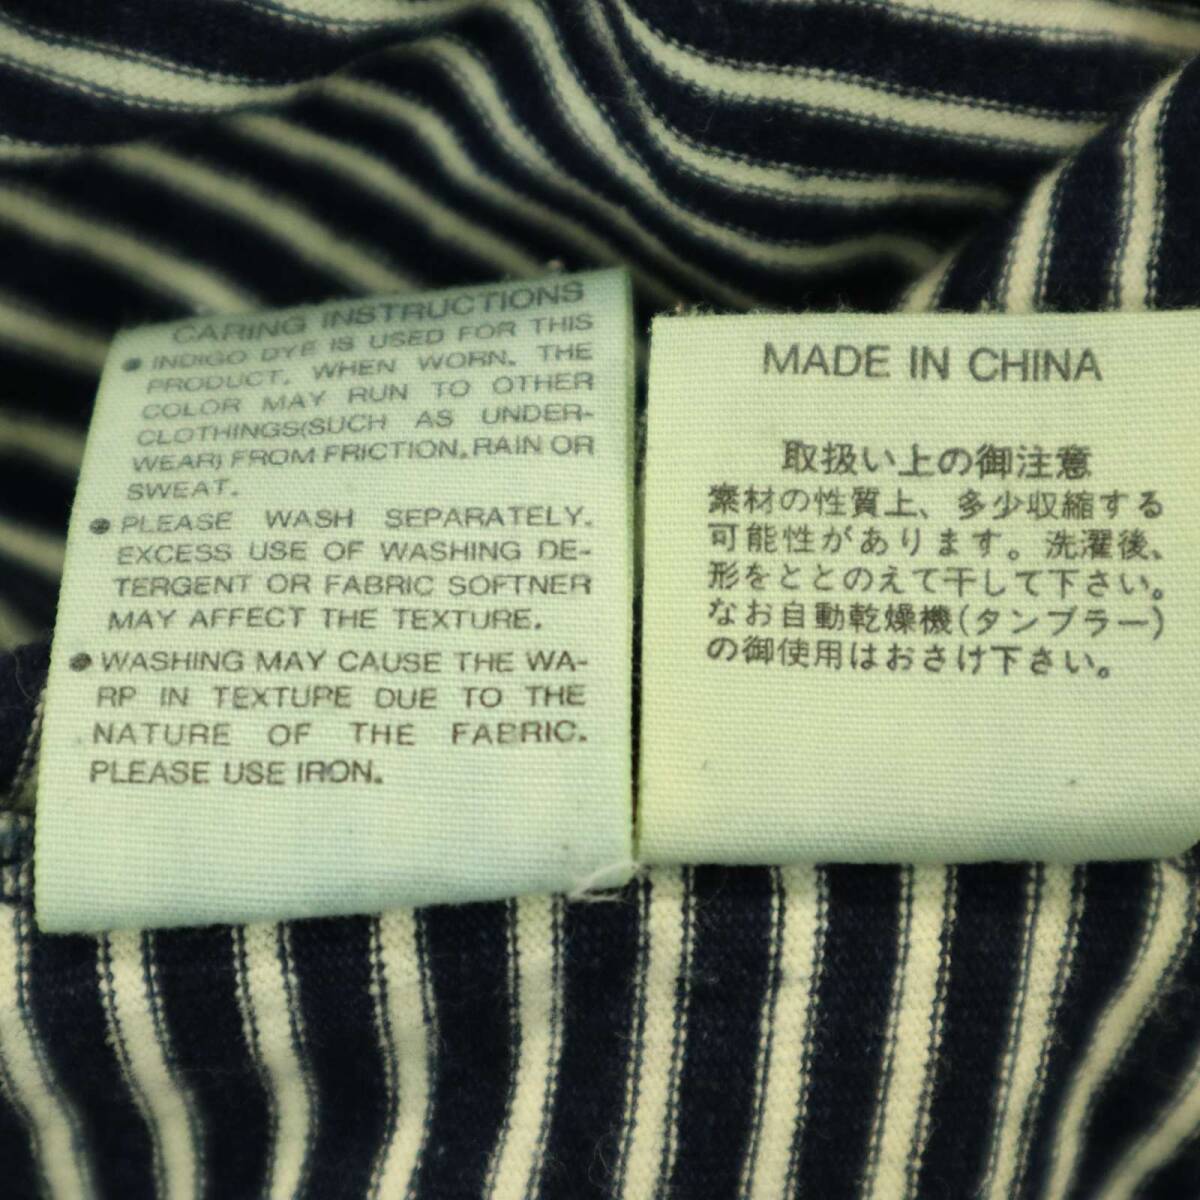 CARING INSTRUCTIONS
● INDIGO DYE IS USED FOR THIS
PRODUCT. WHEN WORN. THE
COLOR MAY RUN TO OTHER
CLOTHINGS(SUCH AS UNDER-
WEAR) FROM FRICTION, RAIN OR
SWEAT.
● PLEASE WASH SEPARATELY.
EXCESS USE OF WASHING DE-
TERGENT OR FABRIC SOFTNER
MAY AFFECT THE TEXTURE.
● WASHING MAY CAUSE THE WA-
RP IN TEXTURE DUE TO THE
NATURE OF THE FABRIC.
PLEASE USE IRON.
MADE IN CHINA
取扱い上の御注意
素材の性質上、多少収縮する
可能性があります。洗濯後、
形をととのえて干して下さい。
なお自動乾燥機(タンブラー)
の御使用はおさけ下さい。